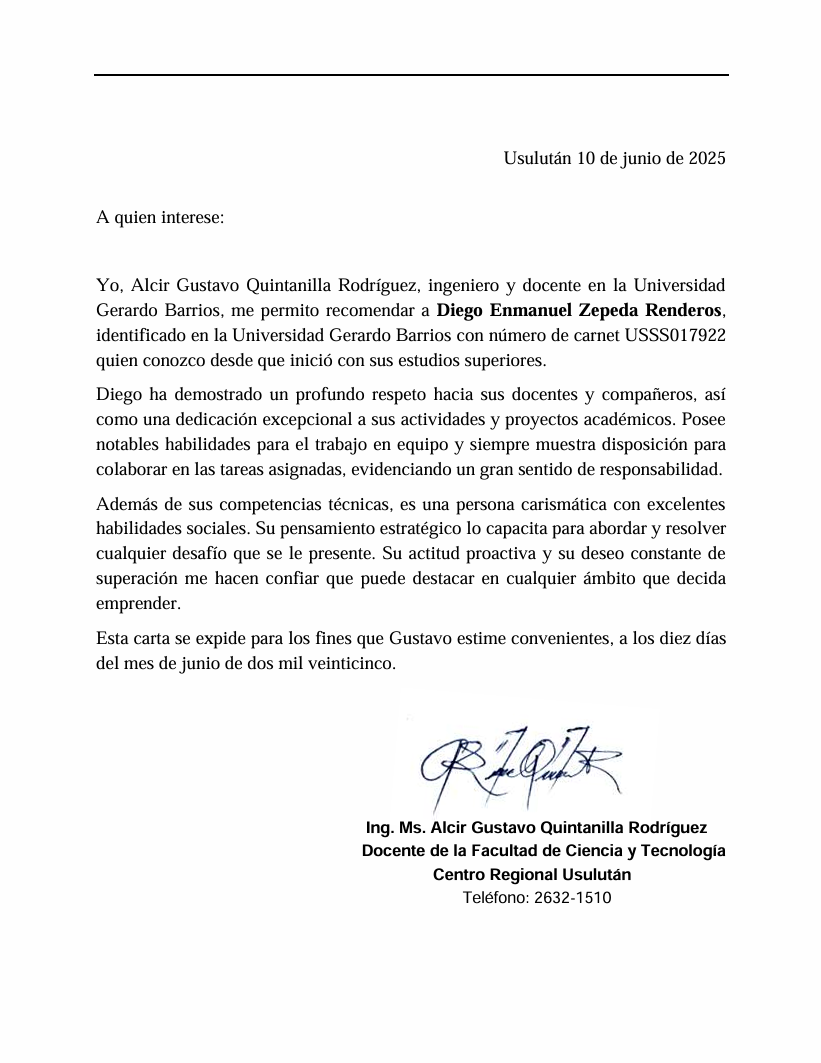 Usulután 10 de junio de 2025
A quien interese:
Yo, Alcir Gustavo Quintanilla Rodríguez, ingeniero y docente en la Universidad
Gerardo Barrios, me permito recomendar a Diego Enmanuel Zepeda Renderos,
identificado en la Universidad Gerardo Barrios con número de carnet USSS017922
quien conozco desde que inició con sus estudios superiores.
Diego ha demostrado un profundo respeto hacia sus docentes y compañeros, así
como una dedicación excepcional a sus actividades y proyectos académicos. Posee
notables habilidades para el trabajo en equipo y siempre muestra disposición para
colaborar en las tareas asignadas, evidenciando un gran sentido de responsabilidad.
Además de sus competencias técnicas, es una persona carismática con excelentes
habilidades sociales. Su pensamiento estratégico lo capacita para abordar y resolver
cualquier desafío que se le presente. Su actitud proactiva y su deseo constante de
superación me hacen confiar que puede destacar en cualquier ámbito que decida
emprender.
Esta carta se expide para los fines que Gustavo estime convenientes, a los diez días
del mes de junio de dos mil veinticinco.
Ing. Ms. Alcir Gustavo Quintanilla Rodríguez
Docente de la Facultad de Ciencia y Tecnología
Centro Regional Usulután
Teléfono: 2632-1510